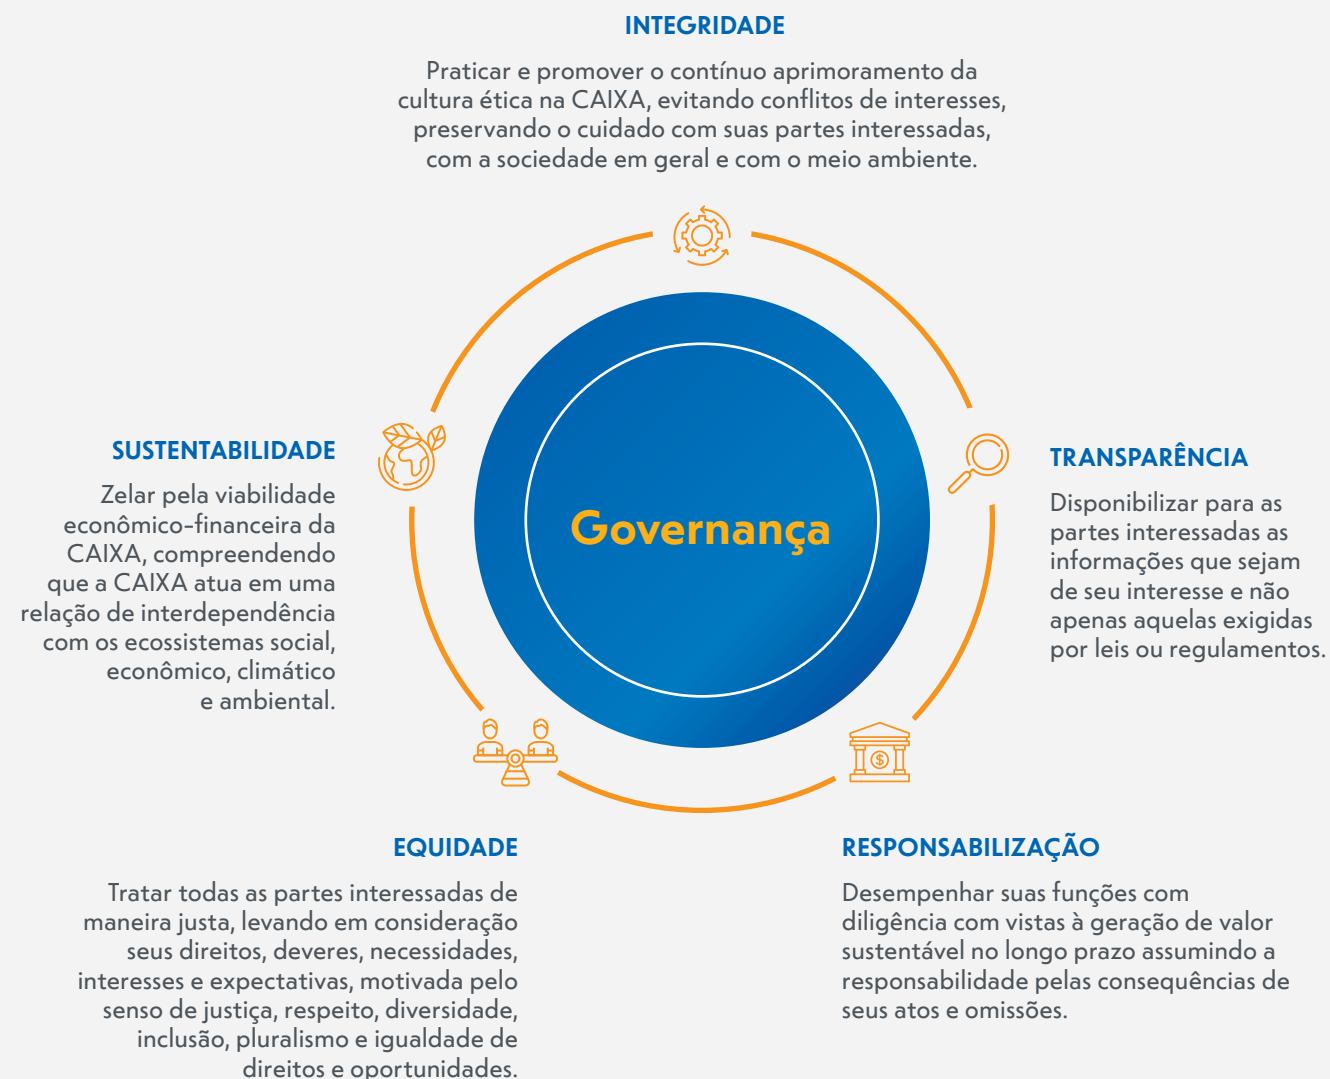 INTEGRIDADE
Praticar e promover o contínuo aprimoramento da
cultura ética na CAIXA, evitando conflitos de interesses,
preservando o cuidado com suas partes interessadas,
com a sociedade em geral e com o meio ambiente.
SUSTENTABILIDADE
Zelar pela viabilidade
econômico-financeira da
CAIXA, compreendendo
que a CAIXA atua em uma
relação de interdependência
com os ecossistemas social,
econômico, climático
e ambiental.
Governança
TRANSPARÊNCIA
Disponibilizar para as
partes interessadas as
informações que sejam
de seu interesse e não
apenas aquelas exigidas
por leis ou regulamentos.
$
EQUIDADE
Tratar todas as partes interessadas de
maneira justa, levando em consideração
seus direitos, deveres, necessidades,
interesses e expectativas, motivada pelo
senso de justiça, respeito, diversidade,
inclusão, pluralismo e igualdade de
direitos e oportunidades.
RESPONSABILIZAÇÃO
Desempenhar suas funções com
diligência com vistas à geração de valor
sustentável no longo prazo assumindo a
responsabilidade pelas consequências de
seus atos e omissões.